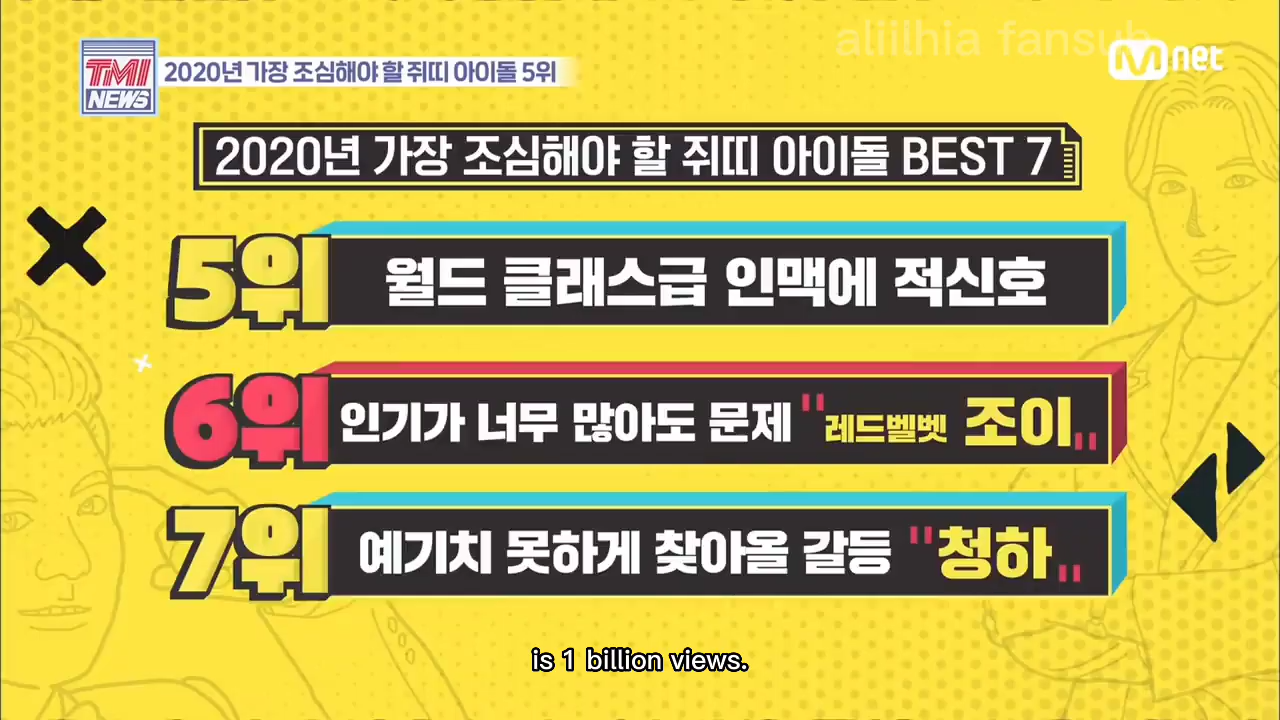 aliilhia fansub
Mnet
TMI
NEWS
2020년 가장 조심해야 할 쥐띠 아이돌 5위
2020년 가장 조심해야 할 쥐띠 아이돌 BEST 7
5위 월드 클래스급 인맥에 적신호
6위 인기가 너무 많아도 문제 "레드벨벳 조이"
7위 예기치 못하게 찾아올 갈등 "청하"
is 1 billion views.